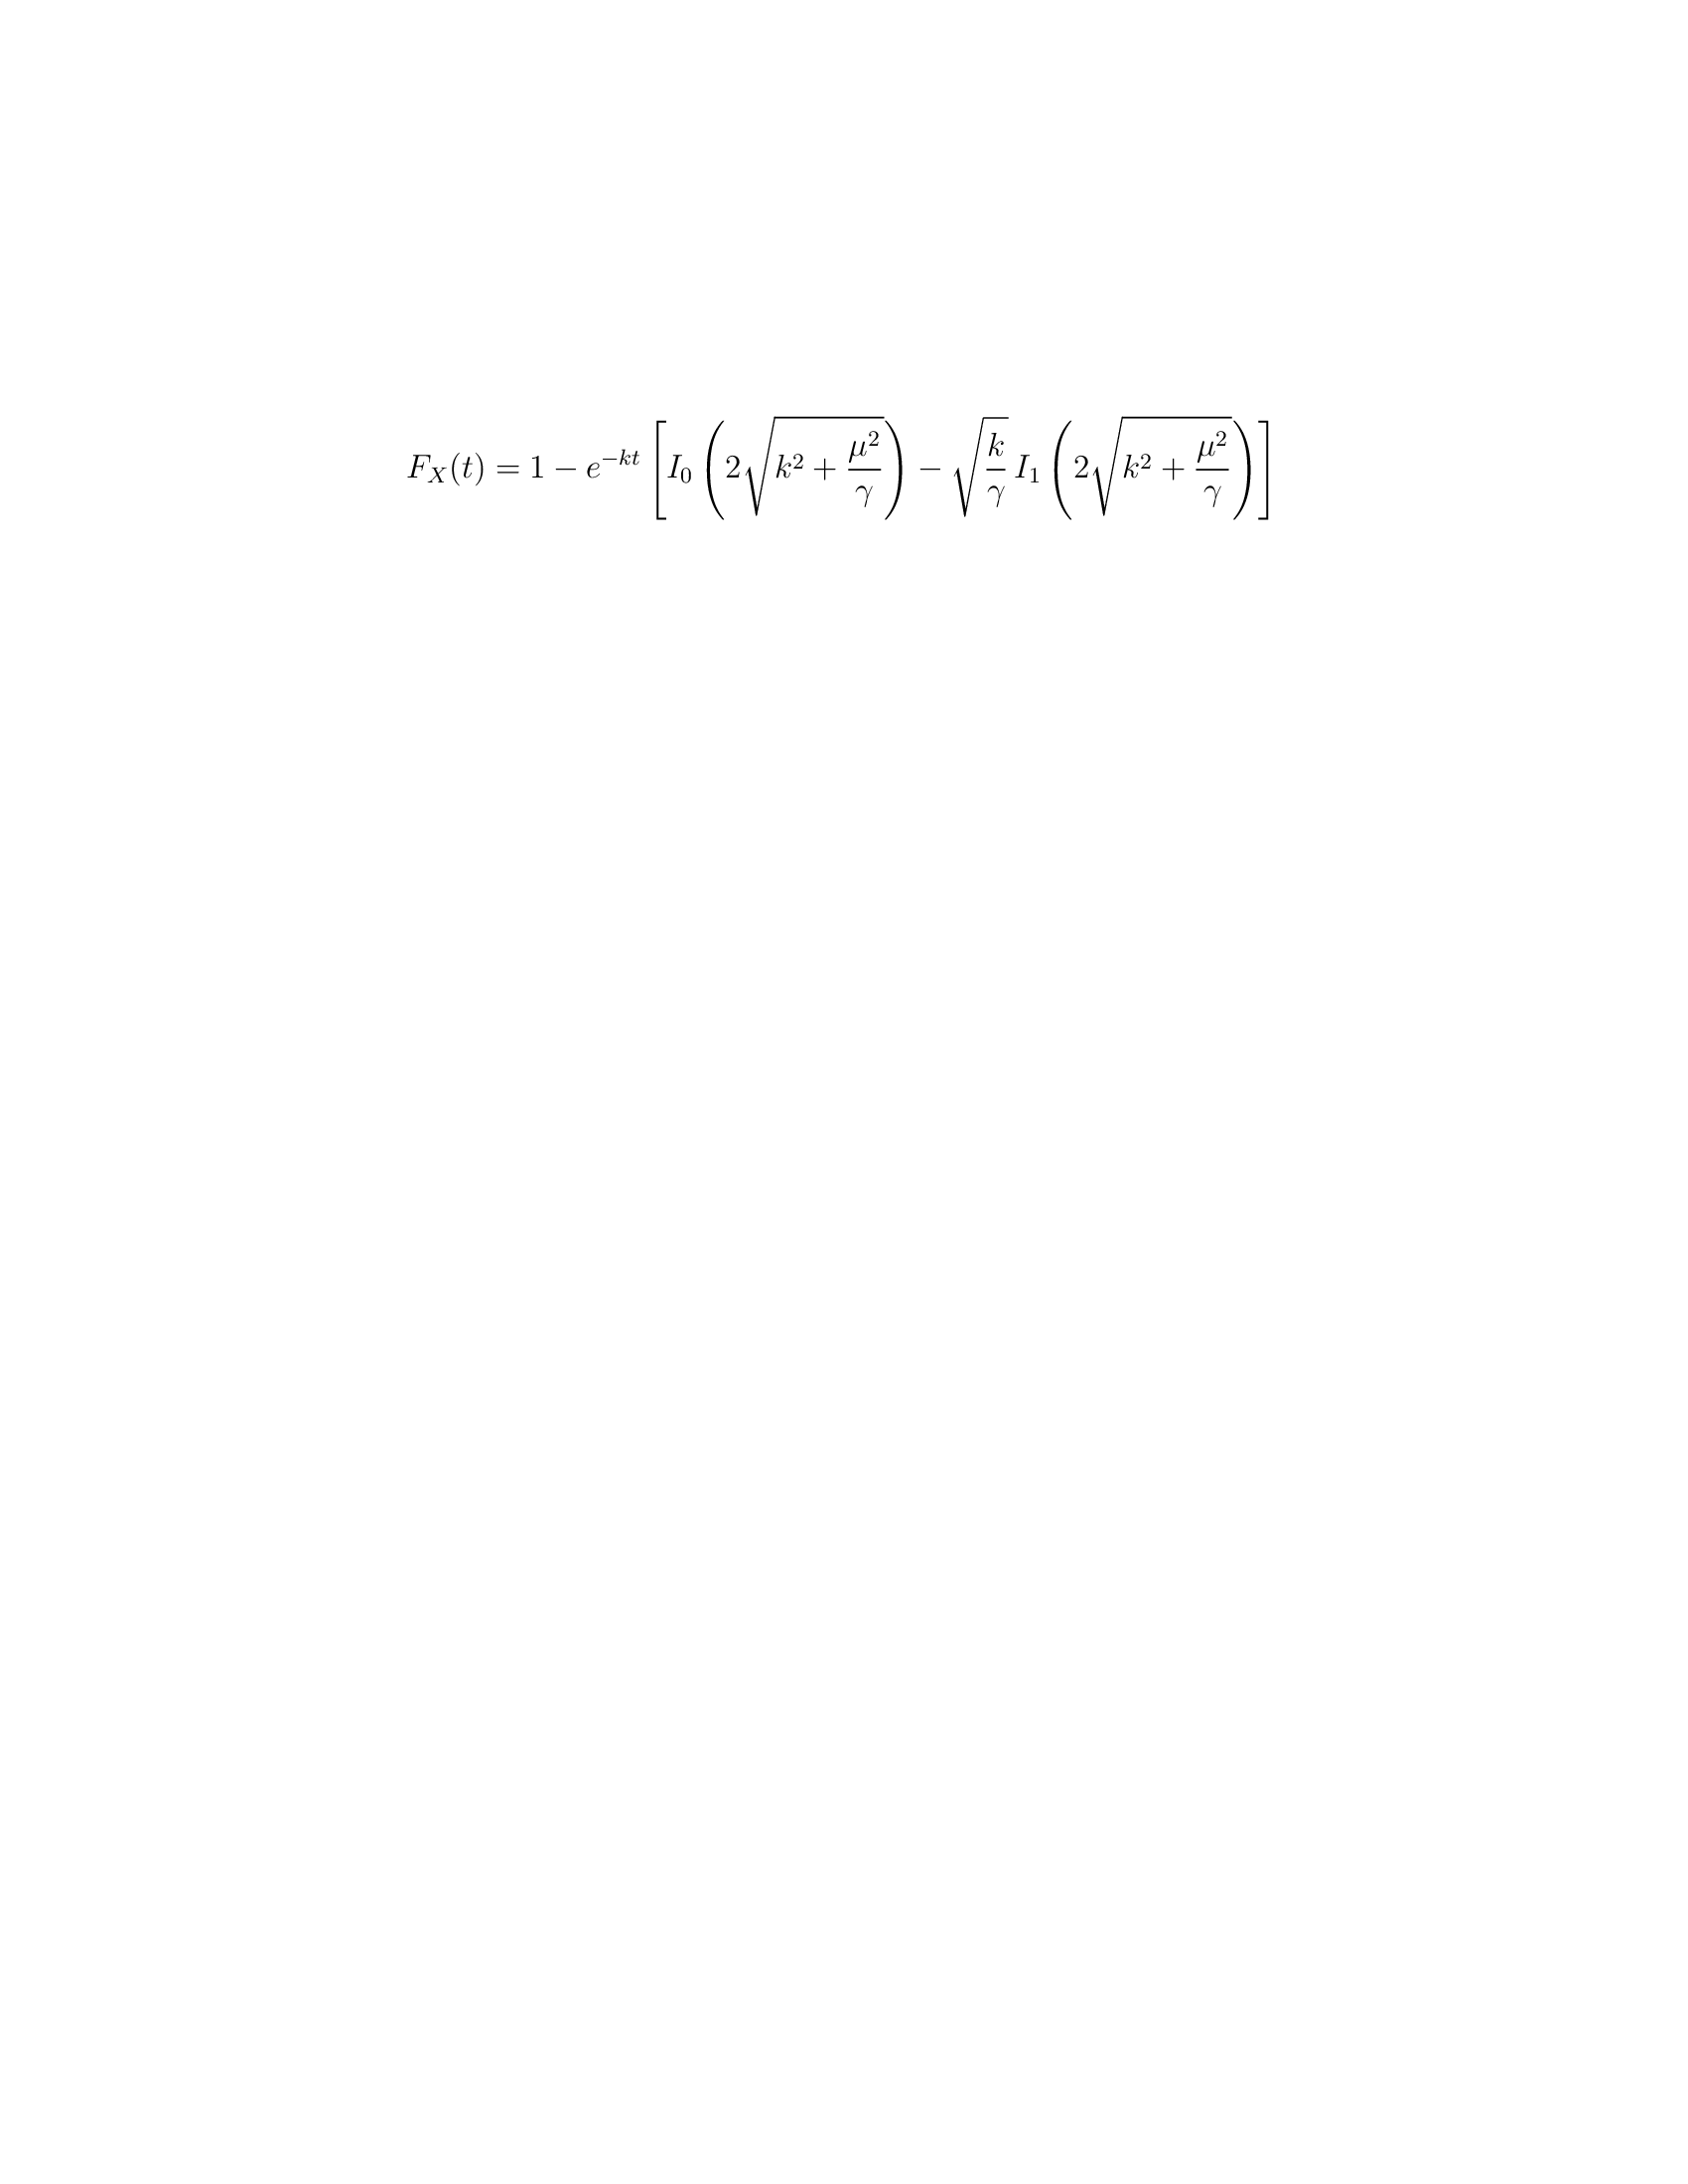 $F_X(t) = 1 - e^{-kt} \left[ I_0 \left( 2\sqrt{k^2 + \frac{\mu^2}{\gamma}} \right) - \sqrt{\frac{k}{\gamma}} I_1 \left( 2\sqrt{k^2 + \frac{\mu^2}{\gamma}} \right) \right]$